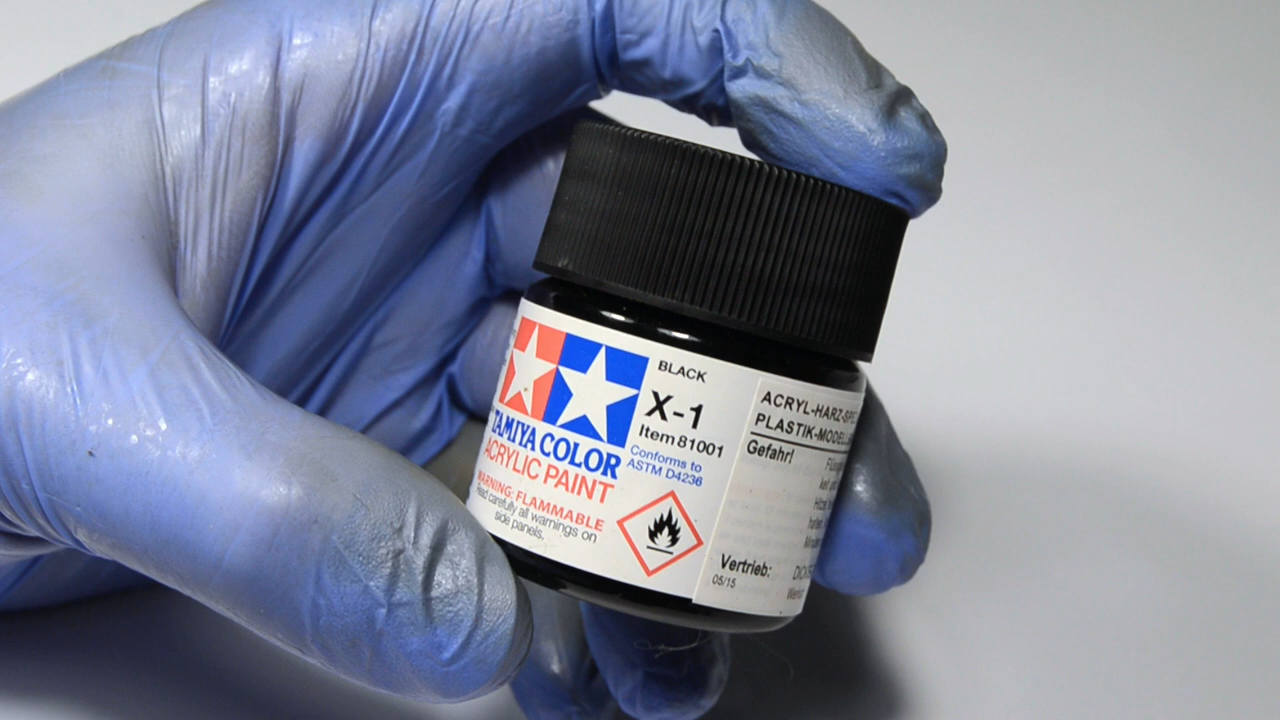 BLACK
X-1
Item 81001
Conforms to
ASTM D4236
TAMIYA COLOR
ACRYLIC PAINT
WARNING: FLAMMABLE
Read carefully all warnings on
side panels.
ACRYL-HARZ-
PLASTIK-
Gefahr!
Vertrieb:
05/15